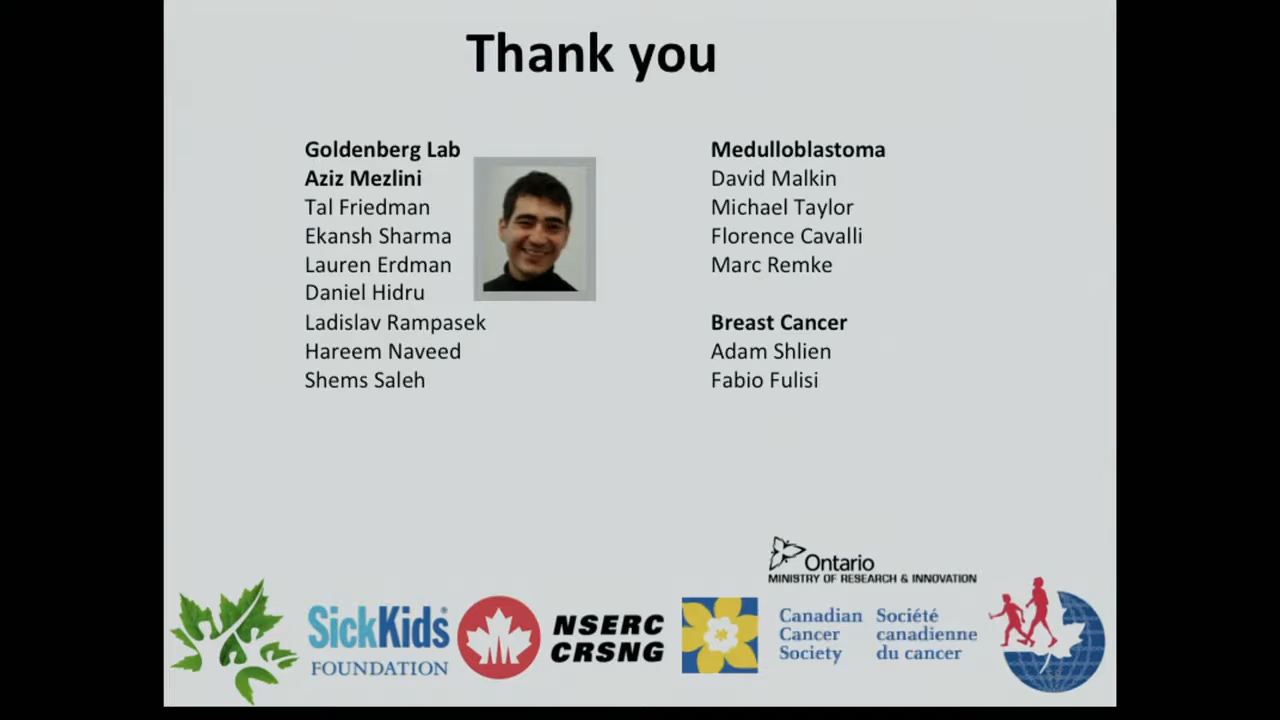 Thank you
Goldenberg Lab
Aziz Mezlini
Tal Friedman
Ekansh Sharma
Lauren Erdman
Daniel Hidru
Ladislav Rampasek
Hareem Naveed
Shems Saleh
Medulloblastoma
David Malkin
Michael Taylor
Florence Cavalli
Marc Remke
Breast Cancer
Adam Shlien
Fabio Fulisi
Ontario
MINISTRY OF RESEARCH & INNOVATION
SickKids®
FOUNDATION
NSERC
CRSNG
Canadian
Cancer
Society
Société
canadienne
du cancer